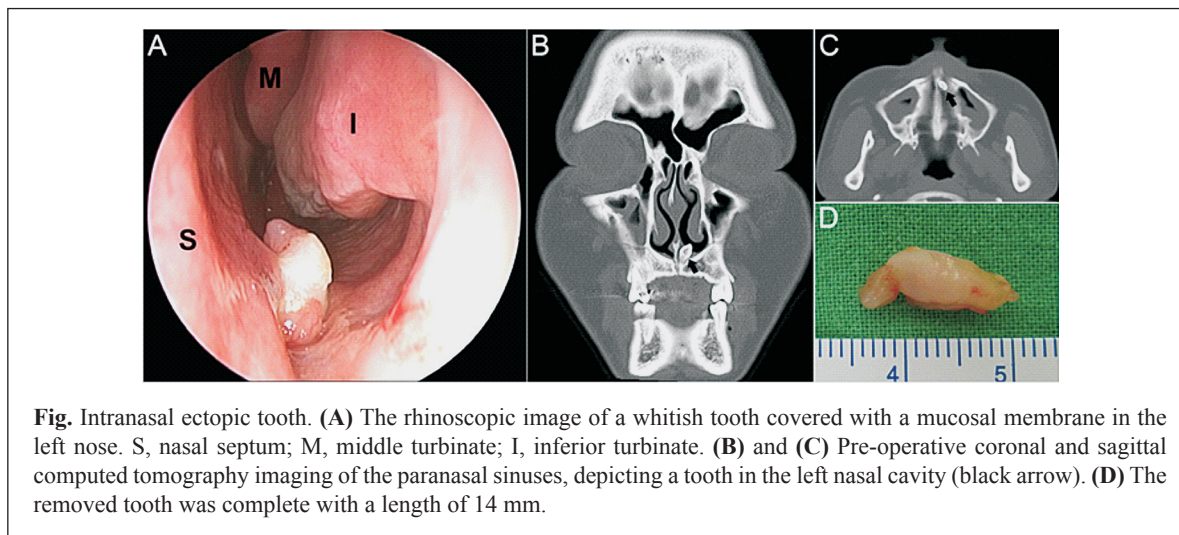 A
B
C
M
I
S
D
4
5
Fig. Intranasal ectopic tooth. (A) The rhinoscopic image of a whitish tooth covered with a mucosal membrane in the
left nose. S, nasal septum; M, middle turbinate; I, inferior turbinate. (B) and (C) Pre-operative coronal and sagittal
computed tomography imaging of the paranasal sinuses, depicting a tooth in the left nasal cavity (black arrow). (D) The
removed tooth was complete with a length of 14 mm.